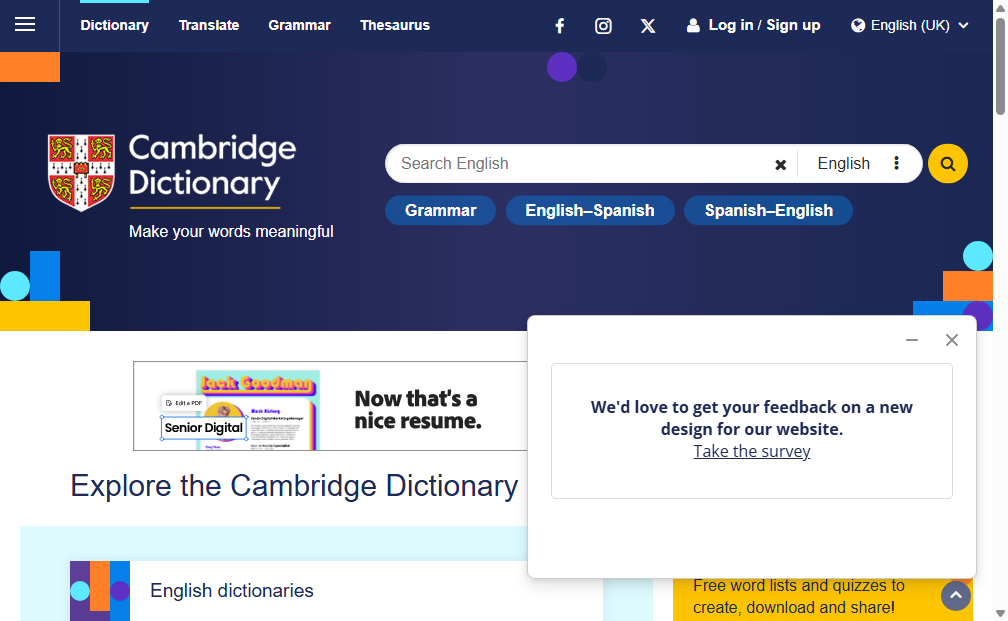 Dictionary Translate Grammar Thesaurus Log in / Sign up English (UK)
Cambridge
Dictionary
Make your words meaningful
Search English English
Grammar English–Spanish Spanish–English
Jack Goodman
Edit a PDF
Senior Digital
Now that's a
nice resume.
Explore the Cambridge Dictionary
We'd love to get your feedback on a new
design for our website.
Take the survey
English dictionaries
Free word lists and quizzes to
create, download and share!